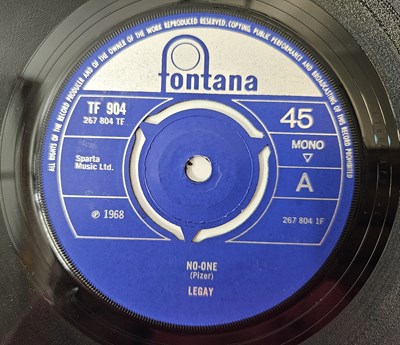 ALL RIGHTS OF THE RECORD PRODUCER AND OF THE OWNER OF THE WORK REPRODUCED RESERVED. COPYING PUBLIC PERFORMANCE AND BROADCASTING OF THIS RECORD PROHIBITED
fontana
TF 904
267 804 TF
45
MONO
Sparta
Music Ltd.
A
℗ 1968
267 804 1F
NO-ONE
(Pizer)
LEGAY